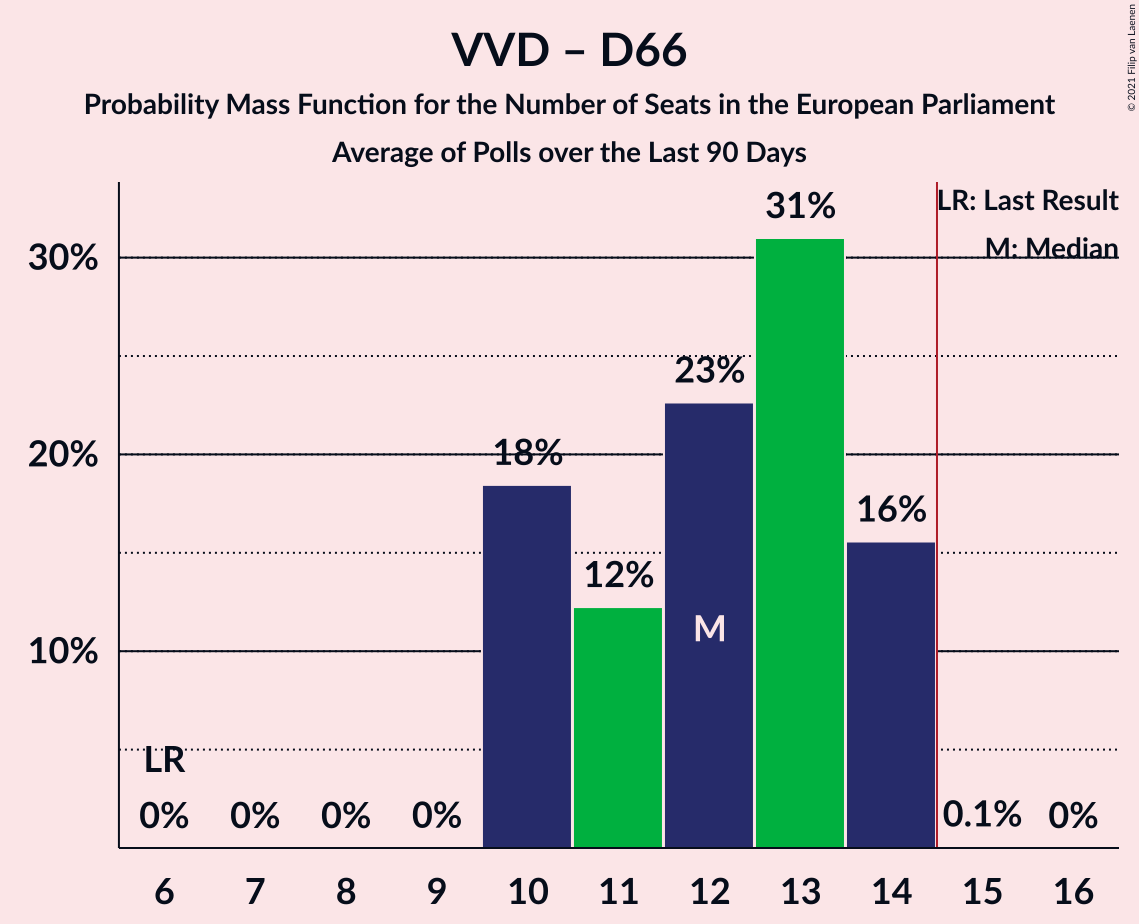 VVD – D66
Probability Mass Function for the Number of Seats in the European Parliament
Average of Polls over the Last 90 Days
© 2021 Filip van Laenen
LR: Last Result
M: Median
30%
20%
10%
31%
23%
18%
16%
12%
M
LR
0%
0%
0%
0%
0.1%
0%
6 7 8 9 10 11 12 13 14 15 16